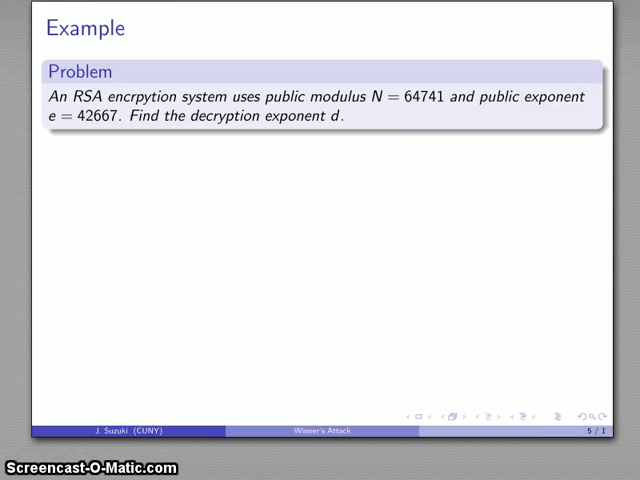 Example
Problem
An RSA encrpytion system uses public modulus N = 64741 and public exponent
e = 42667. Find the decryption exponent d.
J. Suzuki (CUNY)
Wiener's Attack
5 / 1
Screencast-O-Matic.com